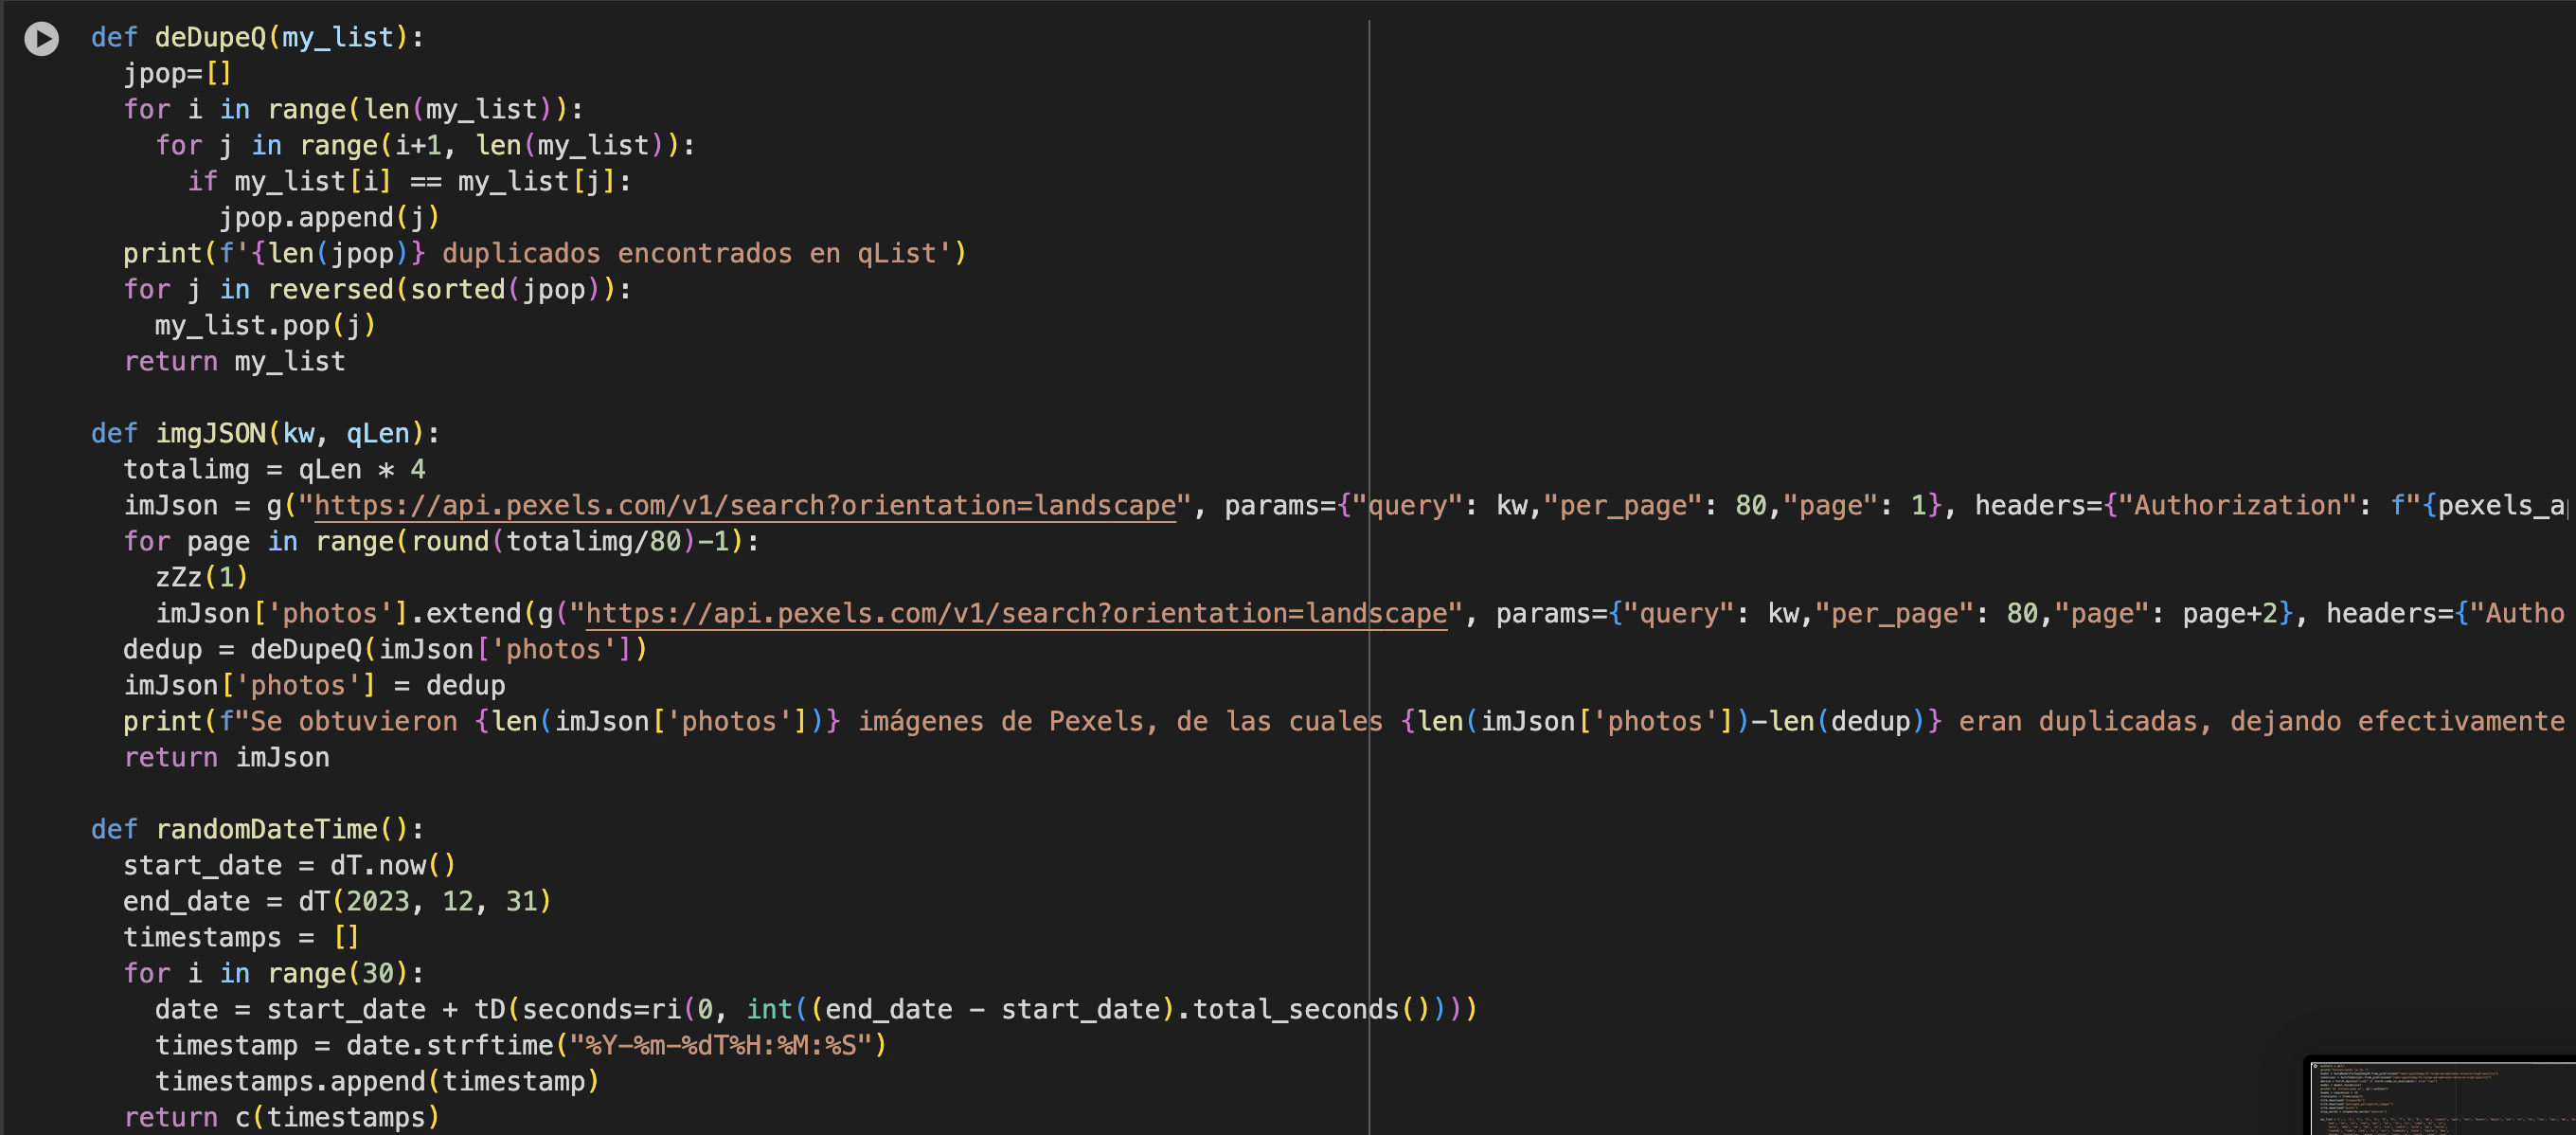 def deDupeQ(my_list):
  jpop=[]
  for i in range(len(my_list)):
    for j in range(i+1, len(my_list)):
      if my_list[i] == my_list[j]:
        jpop.append(j)
  print(f'{len(jpop)} duplicados encontrados en qList')
  for j in reversed(sorted(jpop)):
    my_list.pop(j)
  return my_list

def imgJSON(kw, qLen):
  totalimg = qLen * 4
  imJson = g("https://api.pexels.com/v1/search?orientation=landscape", params={"query": kw,"per_page": 80,"page": 1}, headers={"Authorization": f"{pexels_a
  for page in range(round(totalimg/80)-1):
    zZz(1)
    imJson['photos'].extend(g("https://api.pexels.com/v1/search?orientation=landscape", params={"query": kw,"per_page": 80,"page": page+2}, headers={"Autho
  dedup = deDupeQ(imJson['photos'])
  imJson['photos'] = dedup
  print(f"Se obtuvieron {len(imJson['photos'])} imágenes de Pexels, de las cuales {len(imJson['photos'])-len(dedup)} eran duplicadas, dejando efectivamente
  return imJson

def randomDateTime():
  start_date = dT.now()
  end_date = dT(2023, 12, 31)
  timestamps = []
  for i in range(30):
    date = start_date + tD(seconds=ri(0, int((end_date - start_date).total_seconds())))
    timestamp = date.strftime("%Y-%m-%dT%H:%M:%S")
    timestamps.append(timestamp)
  return c(timestamps)